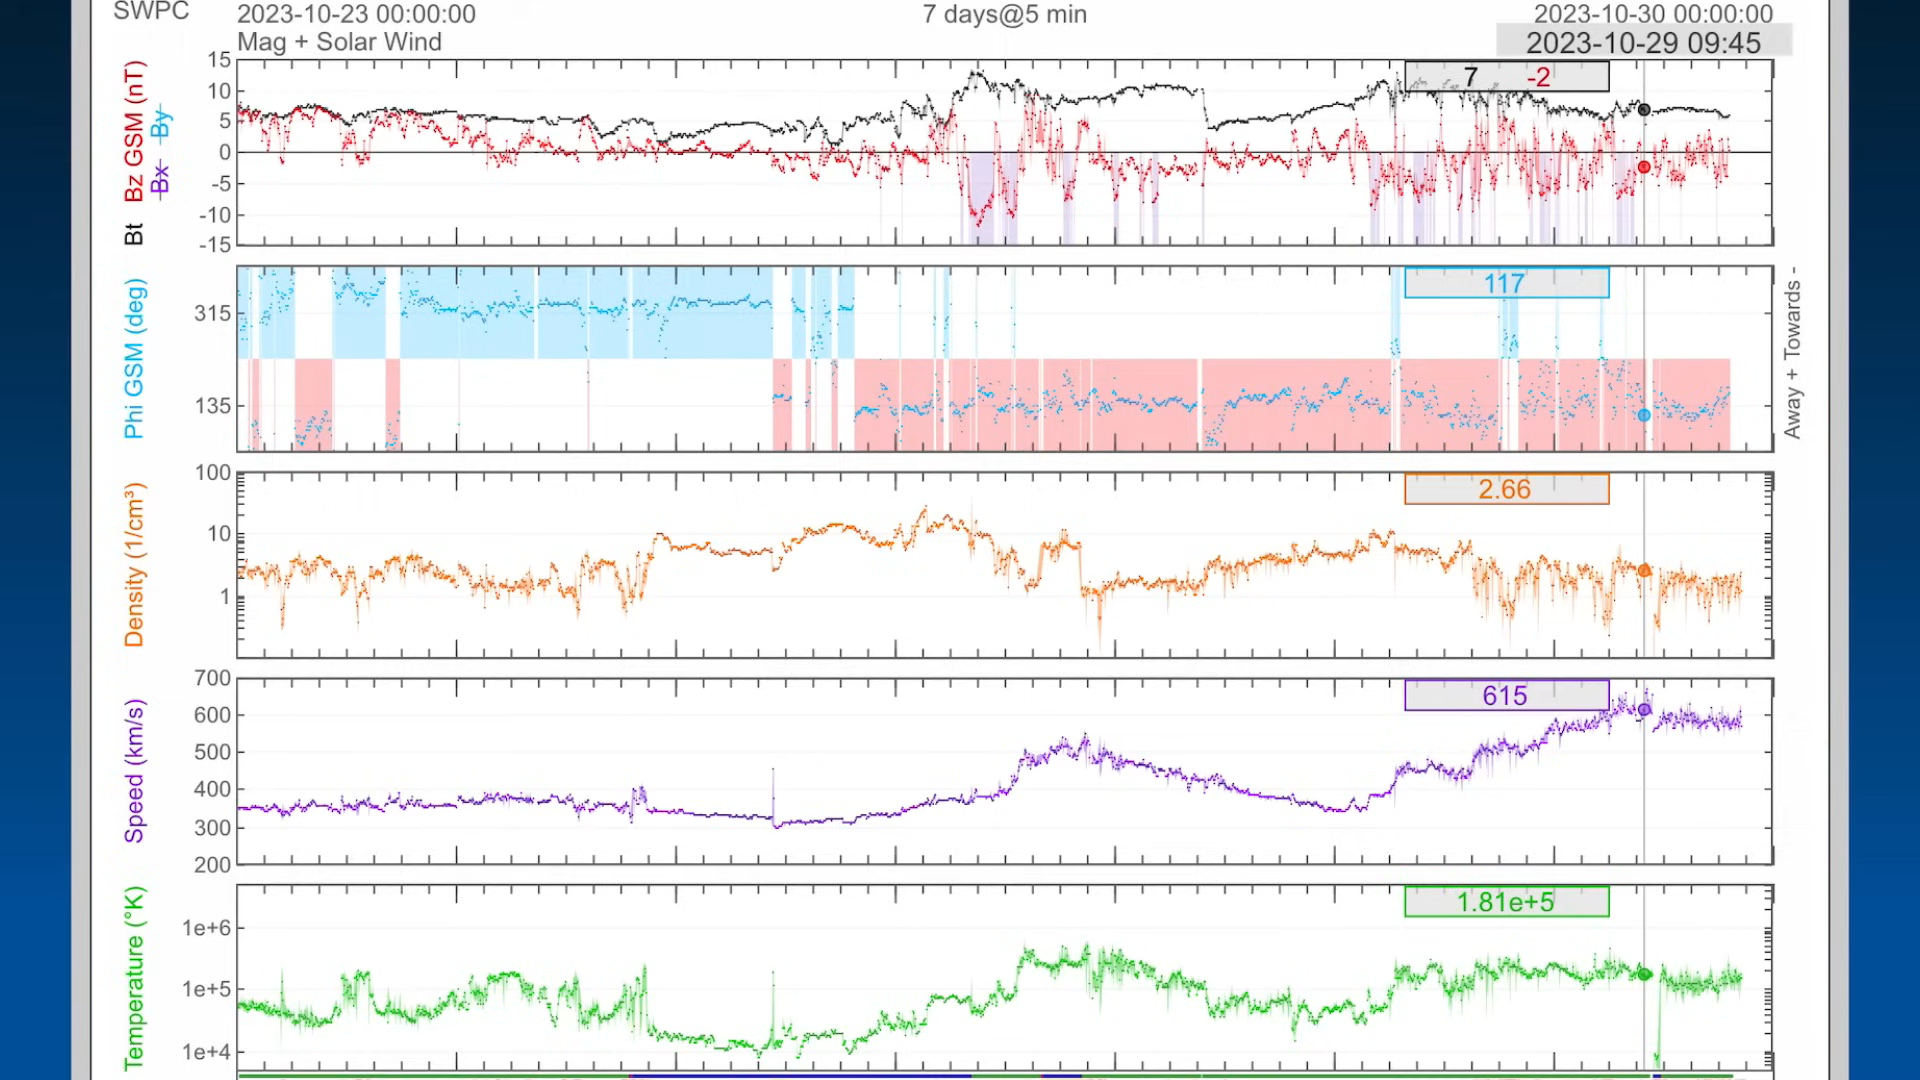 SWPC 2023-10-23 00:00:00 7 days@5 min 2023-10-30 00:00:00
Mag + Solar Wind 2023-10-29 09:45
Bt Bz GSM (nT)
Bx By
15
10
5
0
-5
-10
-15
7 -2
Phi GSM (deg)
315
135
117
Away + Towards -
Density (1/cm³)
100
10
1
2.66
Speed (km/s)
700
600
500
400
300
200
615
Temperature (°K)
1e+6
1e+5
1e+4
1.81e+5